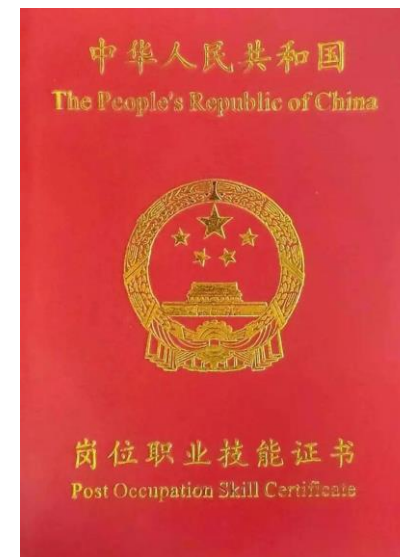 中华人民共和国
The People's Republic of China
岗位职业技能证书
Post Occupation Skill Certificate